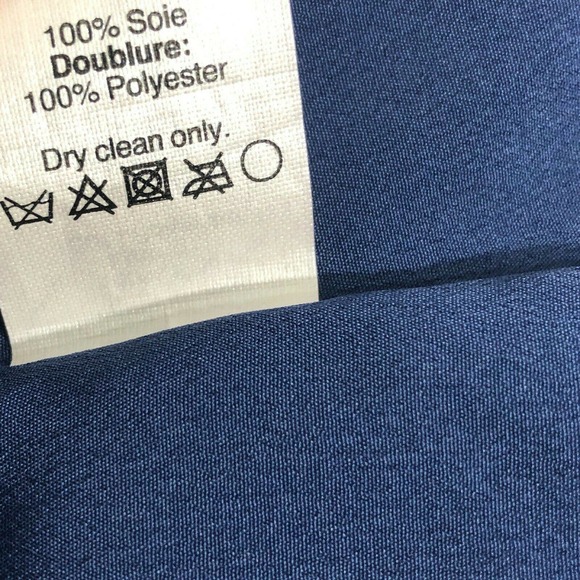 100% Soie
Doublure:
100% Polyester
Dry clean only.